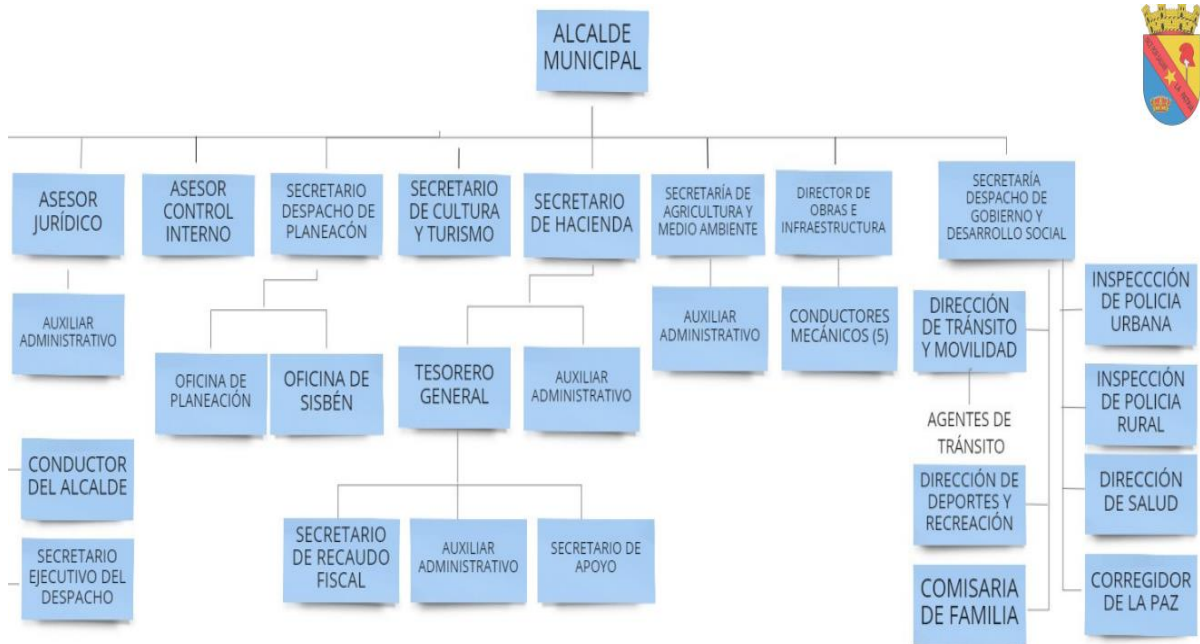 ALCALDE
MUNICIPAL
LA PATRIA
ASESOR
JURÍDICO
ASESOR
CONTROL
INTERNO
SECRETARIO
DESPACHO DE
PLANEACÓN
SECRETARIO
DE CULTURA
Y TURISMO
SECRETARIO
DE HACIENDA
SECRETARÍA DE
AGRICULTURA Y
MEDIO AMBIENTE
DIRECTOR DE
OBRAS E
INFRAESTRUCTURA
SECRETARÍA
DESPACHO DE
GOBIERNO Y
DESARROLLO SOCIAL
AUXILIAR
ADMINISTRATIVO
OFICINA DE
PLANEACIÓN
OFICINA DE
SISBÉN
TESORERO
GENERAL
AUXILIAR
ADMINISTRATIVO
AUXILIAR
ADMINISTRATIVO
CONDUCTORES
MECÁNICOS (5)
DIRECCIÓN
DE TRÁNSITO
Y MOVILIDAD
INSPECCCIÓN
DE POLICIA
URBANA
AGENTES DE
TRÁNSITO
INSPECCIÓN
DE POLICIA
RURAL
CONDUCTOR
DEL ALCALDE
DIRECCIÓN DE
DEPORTES Y
RECREACIÓN
DIRECCIÓN
DE SALUD
SECRETARIO
EJECUTIVO DEL
DESPACHO
SECRETARIO
DE RECAUDO
FISCAL
AUXILIAR
ADMINISTRATIVO
SECRETARIO DE
APOYO
COMISARIA
DE FAMILIA
CORREGIDOR
DE LA PAZ